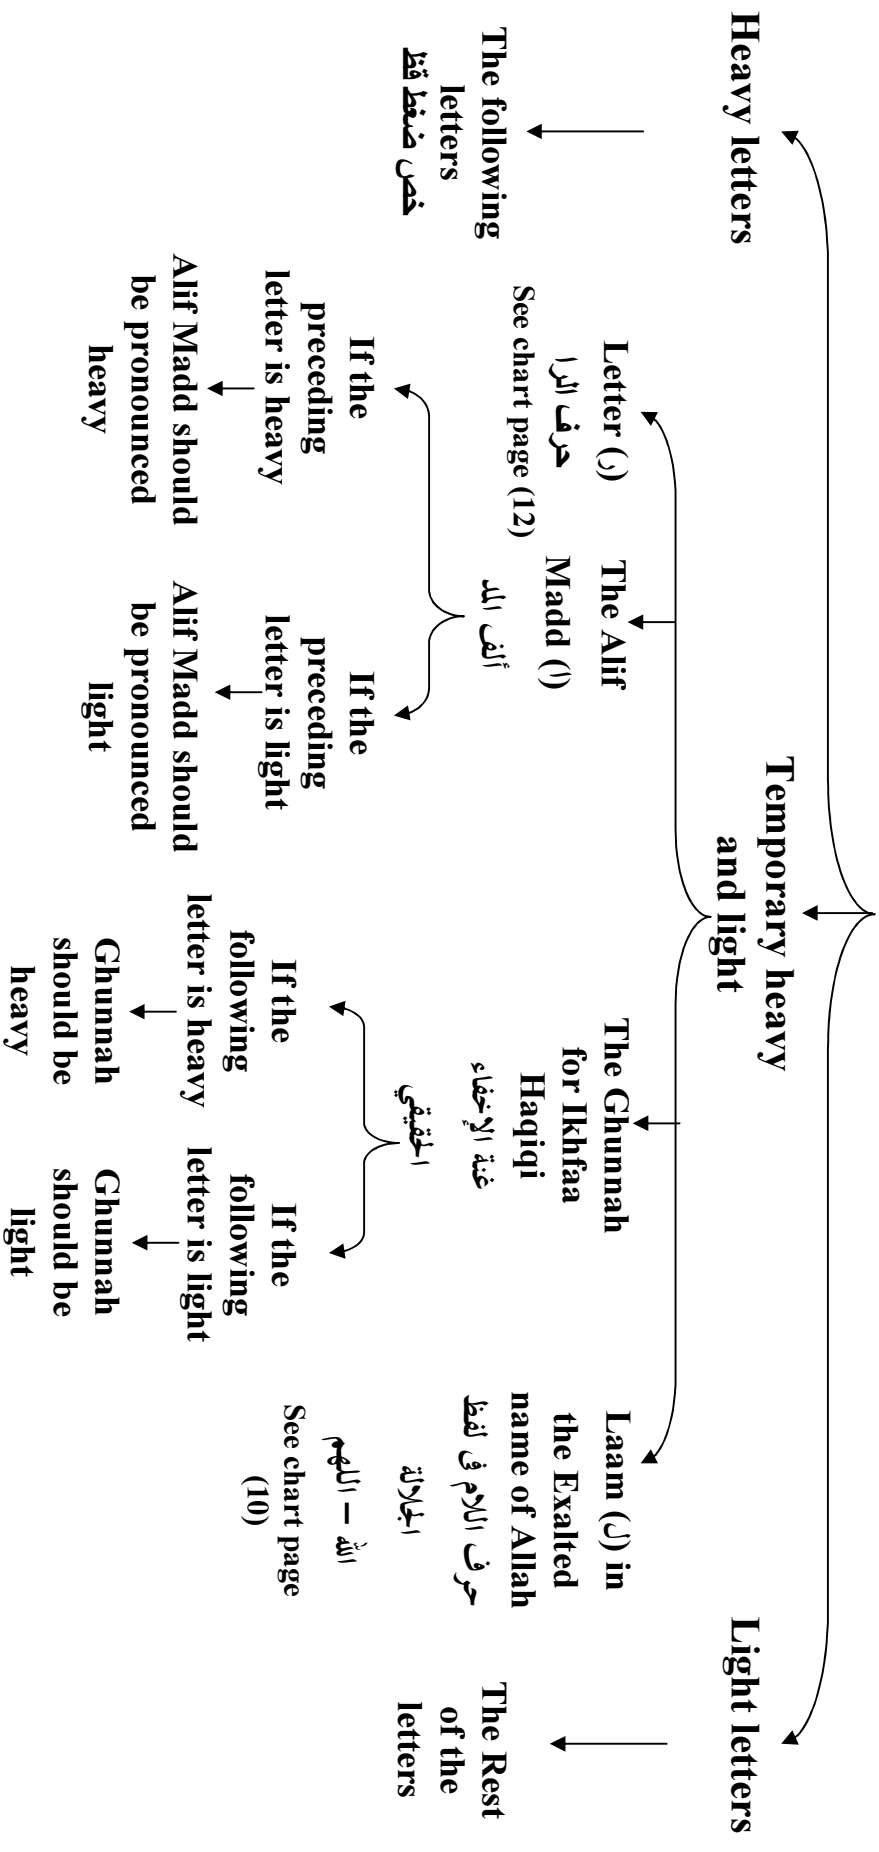 Heavy letters
The following
letters
خص ضغط قظ
Temporary heavy
and light
Letter (ر)
حرف الرا
See chart page (12)
The Alif
Madd (ا)
ألف المد
If the
preceding
letter is heavy
Alif Madd should
be pronounced
heavy
If the
preceding
letter is light
Alif Madd should
be pronounced
light
The Ghunnah
for Ikhfaa
Haqiqi
غنة الإخفاء
الحقيقي
If the
following
letter is heavy
Ghunnah
should be
heavy
If the
following
letter is light
Ghunnah
should be
light
Laam (ل) in
the Exalted
name of Allah
حرف اللام فى لفظ
الجلالة
الله – اللهم
See chart page
(10)
Light letters
The Rest
of the
letters